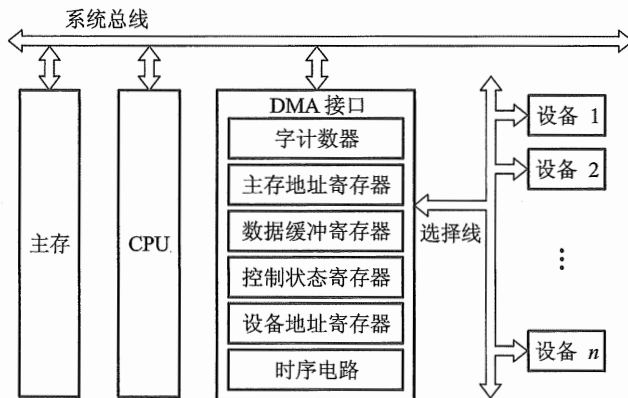 系统总线
主存
CPU
DMA 接口
字计数器
主存地址寄存器
数据缓冲寄存器
控制状态寄存器
设备地址寄存器
时序电路
选择线
设备 1
设备 2
⋮
设备 n